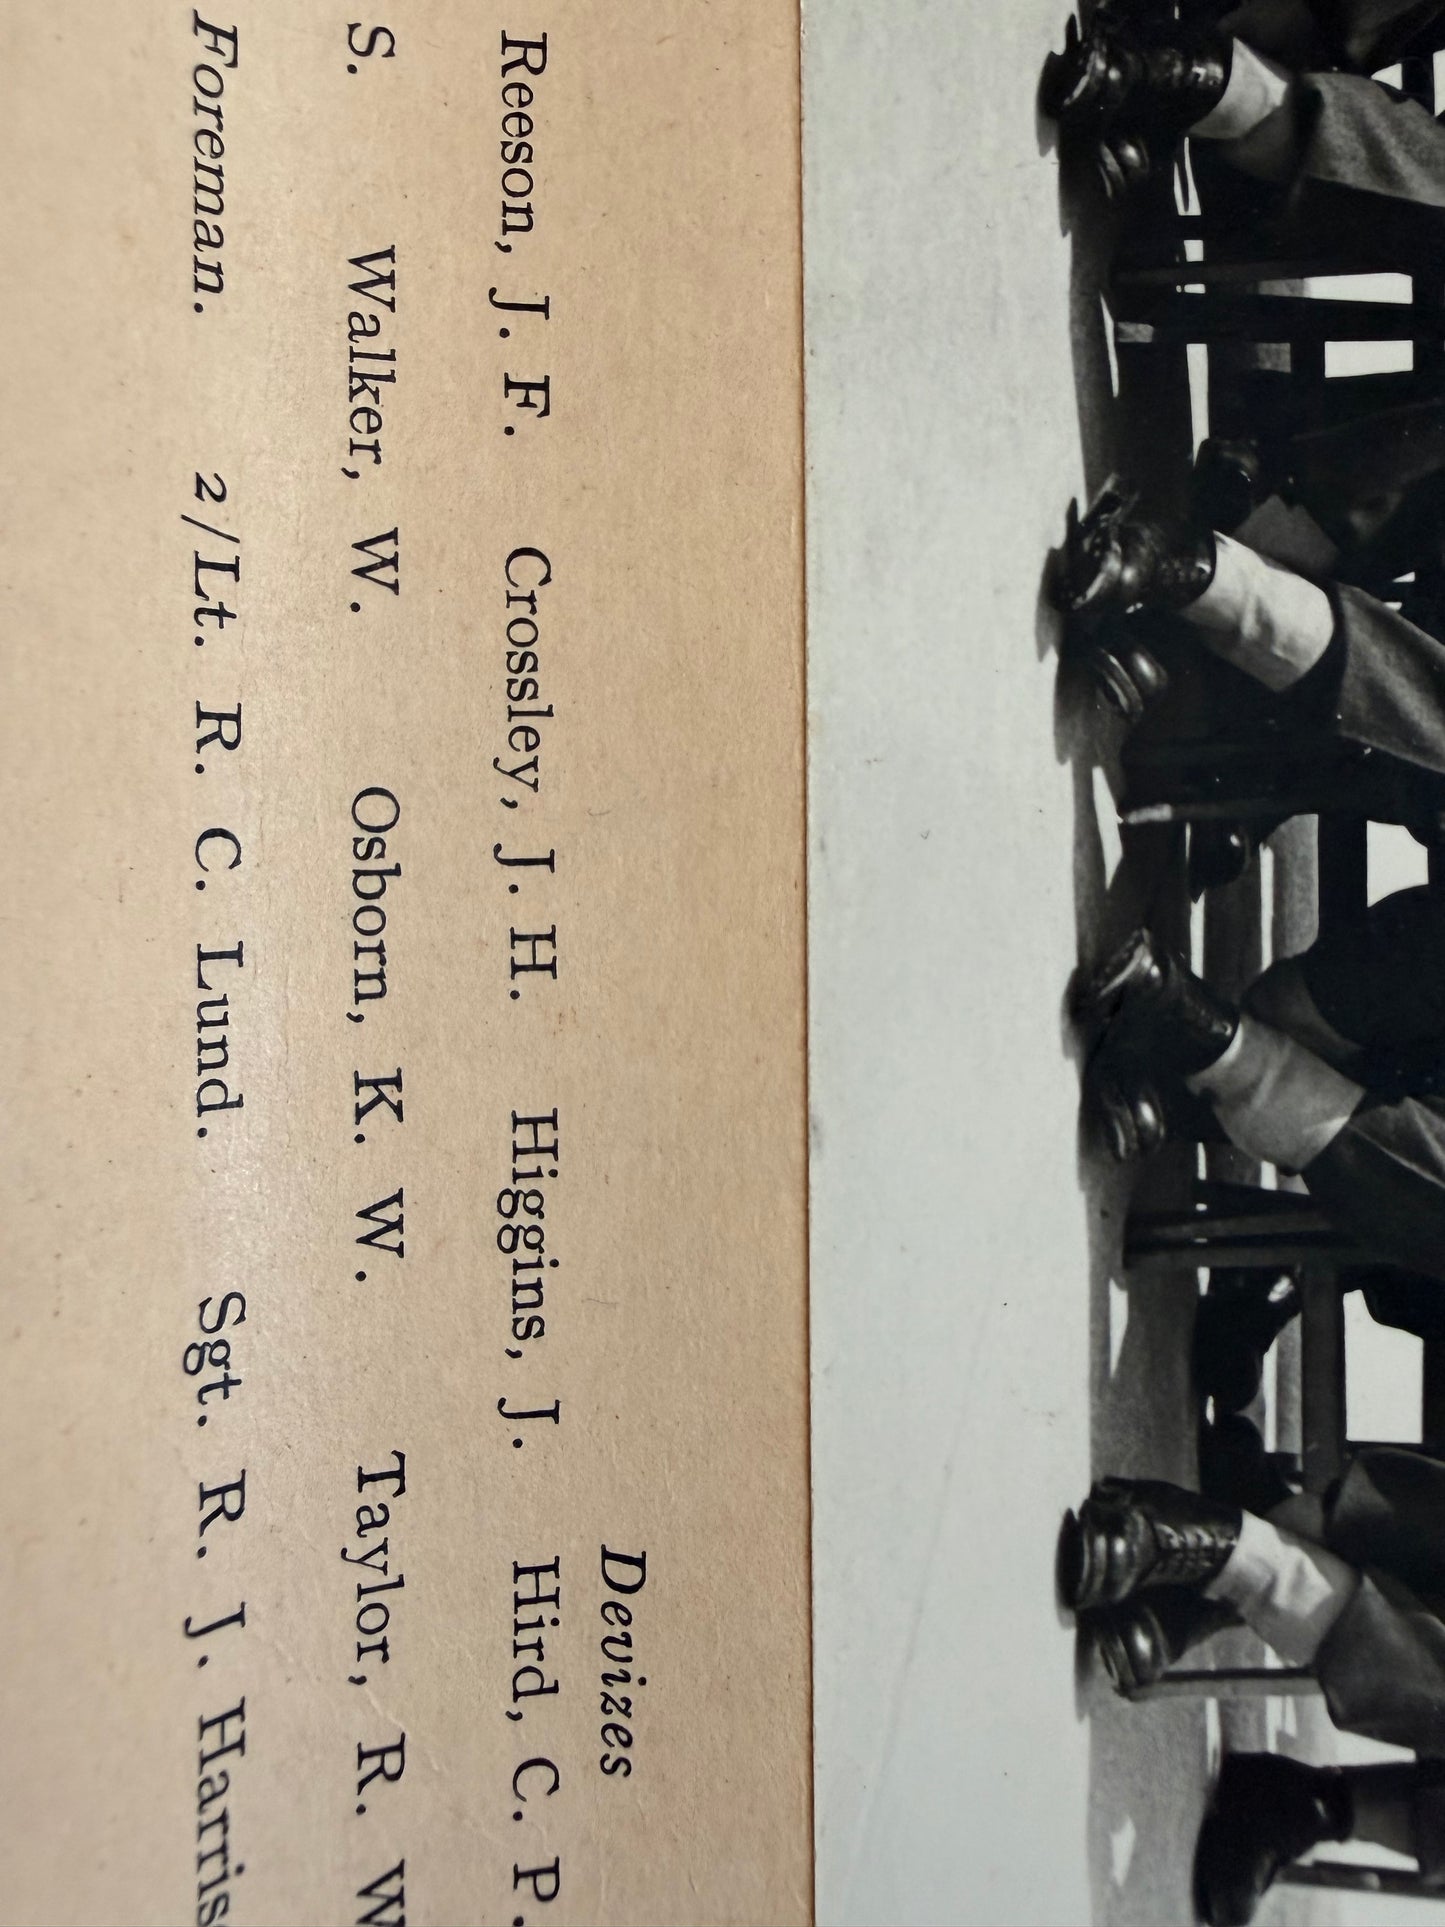 Devizes
Reeson, J. F. Crossley, J. H. Higgins, J. Hird, C. P.
S. Walker, W. W. Osborn, K. W. Taylor, R. W
Foreman. 2/Lt. R. C. Lund. Sgt. R. J. Harris